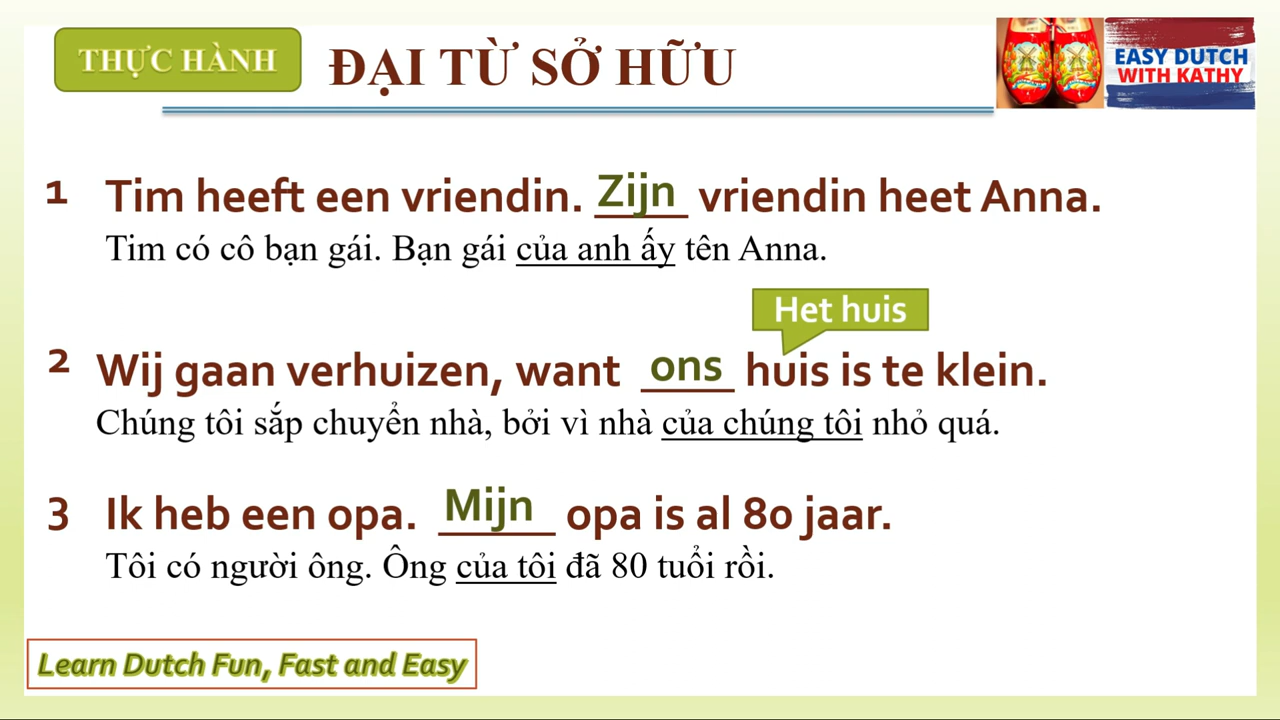 THỰC HÀNH
ĐẠI TỪ SỞ HỮU
EASY DUTCH
WITH KATHY
1 Tim heeft een vriendin. Zijn vriendin heet Anna.
Tim có cô bạn gái. Bạn gái của anh ấy tên Anna.
Het huis
2 Wij gaan verhuizen, want ons huis is te klein.
Chúng tôi sắp chuyển nhà, bởi vì nhà của chúng tôi nhỏ quá.
3 Ik heb een opa. Mijn opa is al 80 jaar.
Tôi có người ông. Ông của tôi đã 80 tuổi rồi.
Learn Dutch Fun, Fast and Easy